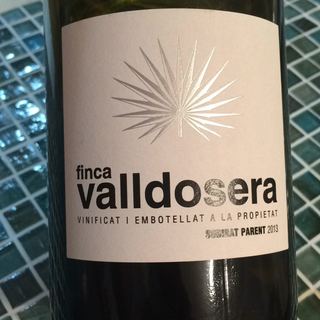 finca
valldosera
VINIFICAT I EMBOTELLAT A LA PROPIETAT
SUBIRAT PARENT 2013